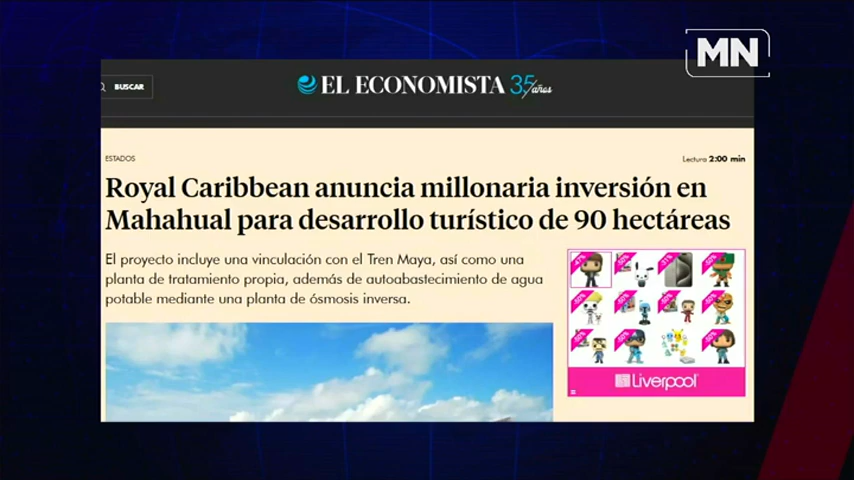 MN
BUSCAR
EL ECONOMISTA 35 años
ESTADOS
Lectura 2:00 min
Royal Caribbean anuncia millonaria inversión en
Mahahual para desarrollo turístico de 90 hectáreas
El proyecto incluye una vinculación con el Tren Maya, así como una
planta de tratamiento propia, además de autoabastecimiento de agua
potable mediante una planta de ósmosis inversa.
Liverpool